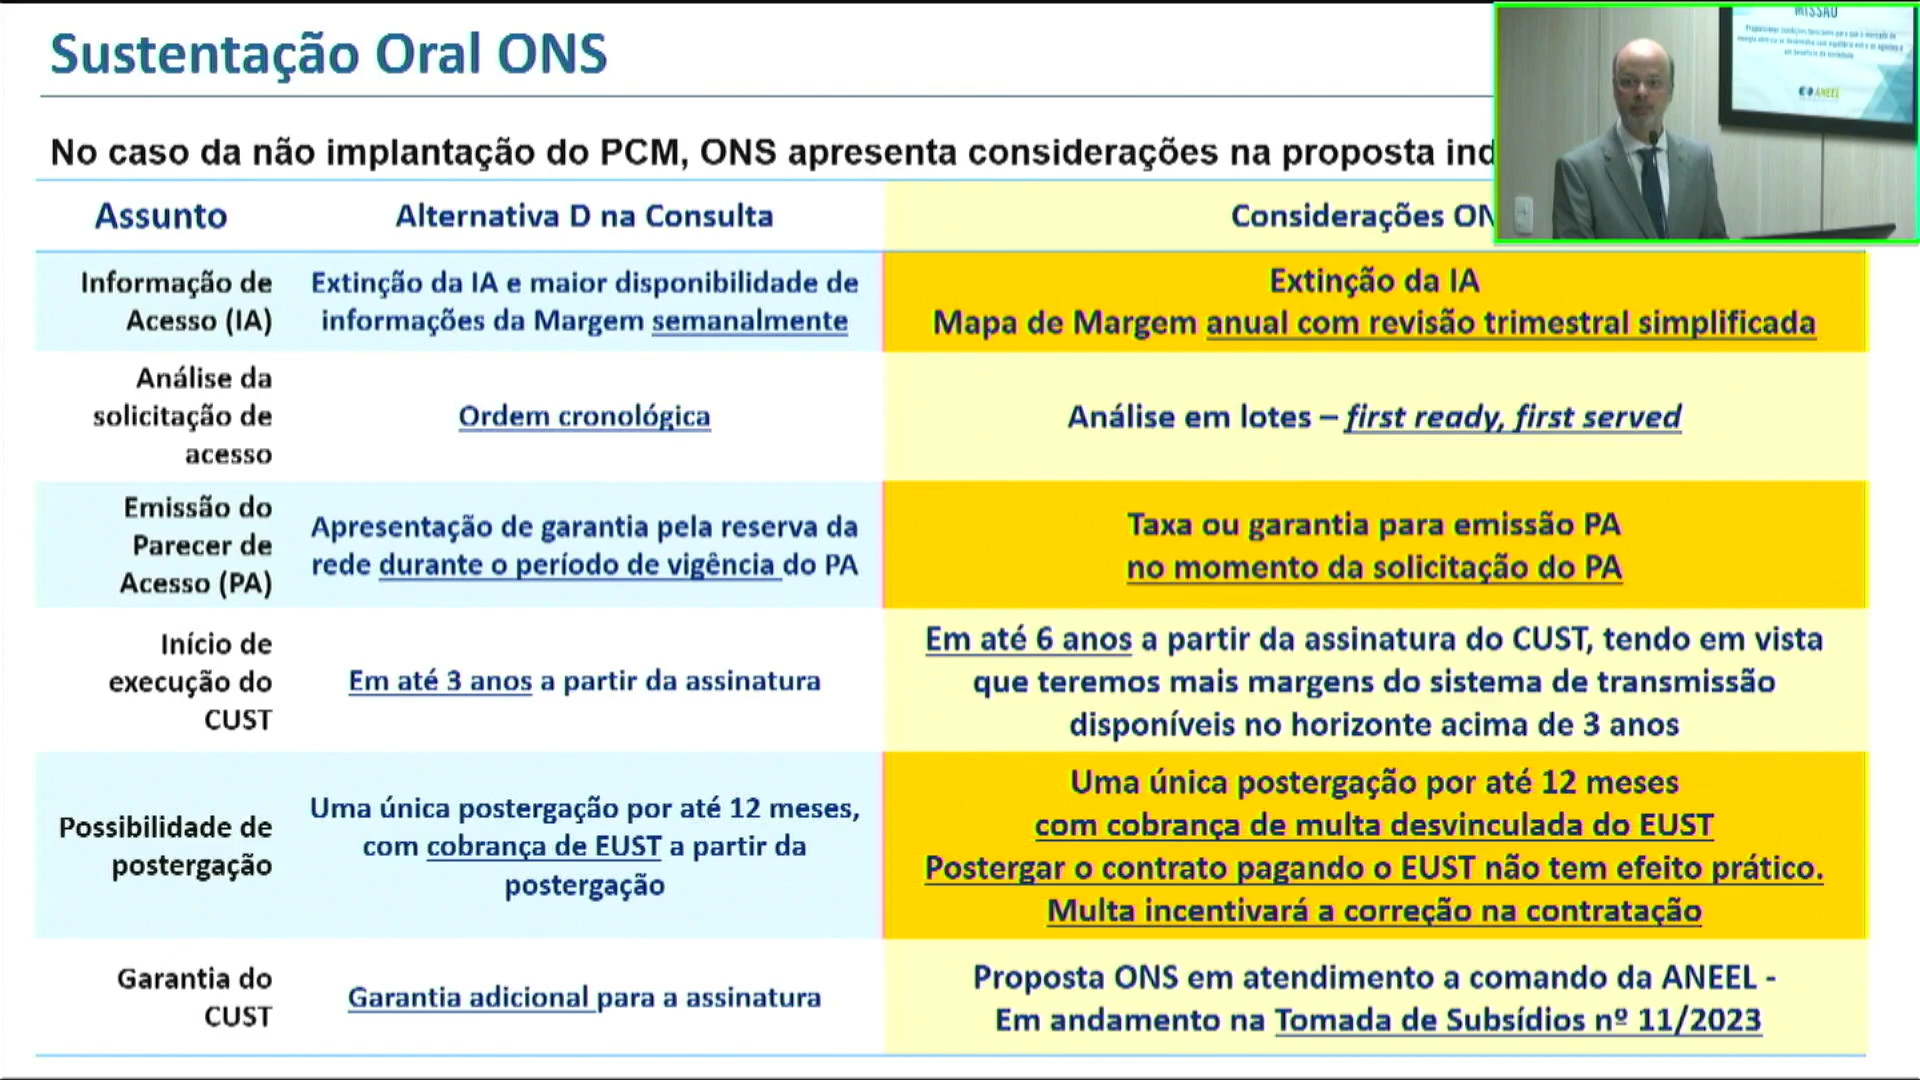 Sustentação Oral ONS
MISSÃO
ANEEL
No caso da não implantação do PCM, ONS apresenta considerações na proposta
Assunto
Alternativa D na Consulta
Considerações
Informação de
Acesso (IA)
Extinção da IA e maior disponibilidade de
informações da Margem semanalmente
Extinção da IA
Mapa de Margem anual com revisão trimestral simplificada
Análise da
solicitação de
acesso
Ordem cronológica
Análise em lotes – first ready, first served
Emissão do
Parecer de
Acesso (PA)
Apresentação de garantia pela reserva da
rede durante o período de vigência do PA
Taxa ou garantia para emissão PA
no momento da solicitação do PA
Início de
execução do
CUST
Em até 3 anos a partir da assinatura
Em até 6 anos a partir da assinatura do CUST, tendo em vista
que teremos mais margens do sistema de transmissão
disponíveis no horizonte acima de 3 anos
Possibilidade de
postergação
Uma única postergação por até 12 meses,
com cobrança de EUST a partir da
postergação
Uma única postergação por até 12 meses
com cobrança de multa desvinculada do EUST
Postergar o contrato pagando o EUST não tem efeito prático.
Multa incentivará a correção na contratação
Garantia do
CUST
Garantia adicional para a assinatura
Proposta ONS em atendimento a comando da ANEEL -
Em andamento na Tomada de Subsídios nº 11/2023